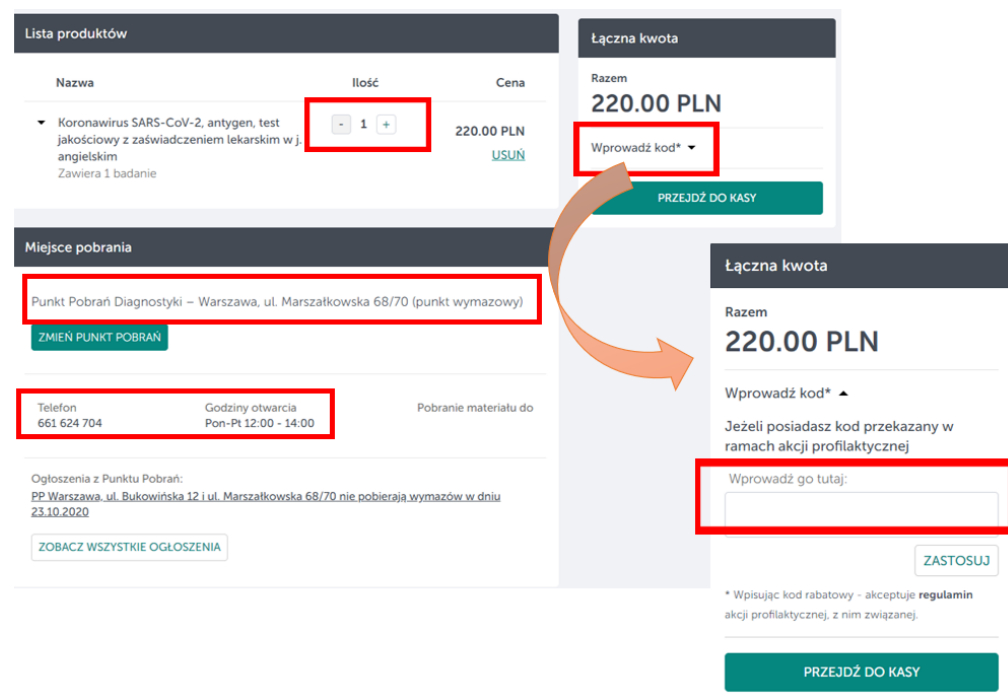 Lista produktów
Nazwa Ilość Cena
Koronawirus SARS-CoV-2, antygen, test
jakościowy z zaświadczeniem lekarskim w j.
angielskim
Zawiera 1 badanie
- 1 +
220.00 PLN
USUŃ
Łączna kwota
Razem
220.00 PLN
Wprowadź kod*
PRZEJDŹ DO KASY
Miejsce pobrania
Punkt Pobrań Diagnostyki – Warszawa, ul. Marszałkowska 68/70 (punkt wymazowy)
ZMIEŃ PUNKT POBRAŃ
Telefon Godziny otwarcia Pobranie materiału do
661 624 704 Pon-Pt 12:00 - 14:00
Ogłoszenia z Punktu Pobrań:
PP Warszawa, ul. Bukowińska 12 i ul. Marszałkowska 68/70 nie pobierają wymazów w dniu
23.10.2020
ZOBACZ WSZYSTKIE OGŁOSZENIA
Łączna kwota
Razem
220.00 PLN
Wprowadź kod*
Jeżeli posiadasz kod przekazany w
ramach akcji profilaktycznej
Wprowadź go tutaj:
ZASTOSUJ
* Wpisując kod rabatowy - akceptuje regulamin
akcji profilaktycznej, z nim związanej.
PRZEJDŹ DO KASY